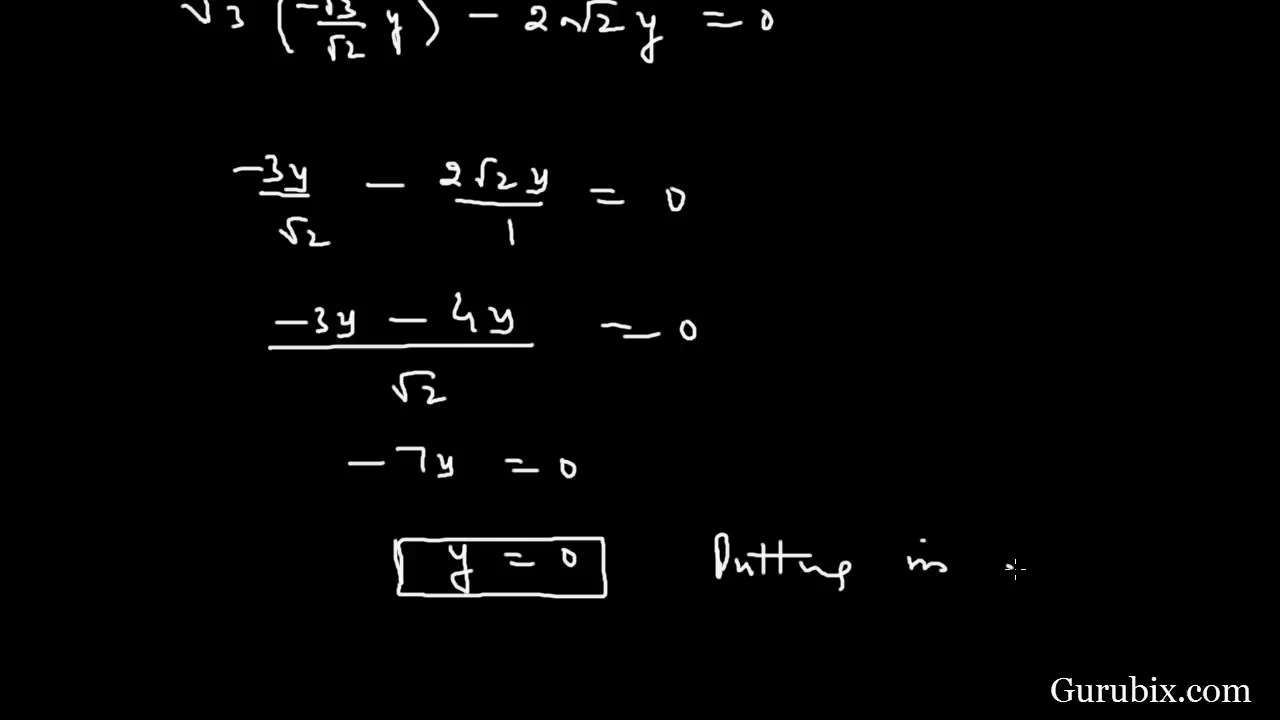 √3 (-√3/√2 y) - 2√2 y = 0
-3y/√2 - 2√2 y/1 = 0
(-3y - 4y)/√2 = 0
-7y = 0
y = 0 Putting in
Gurubix.com